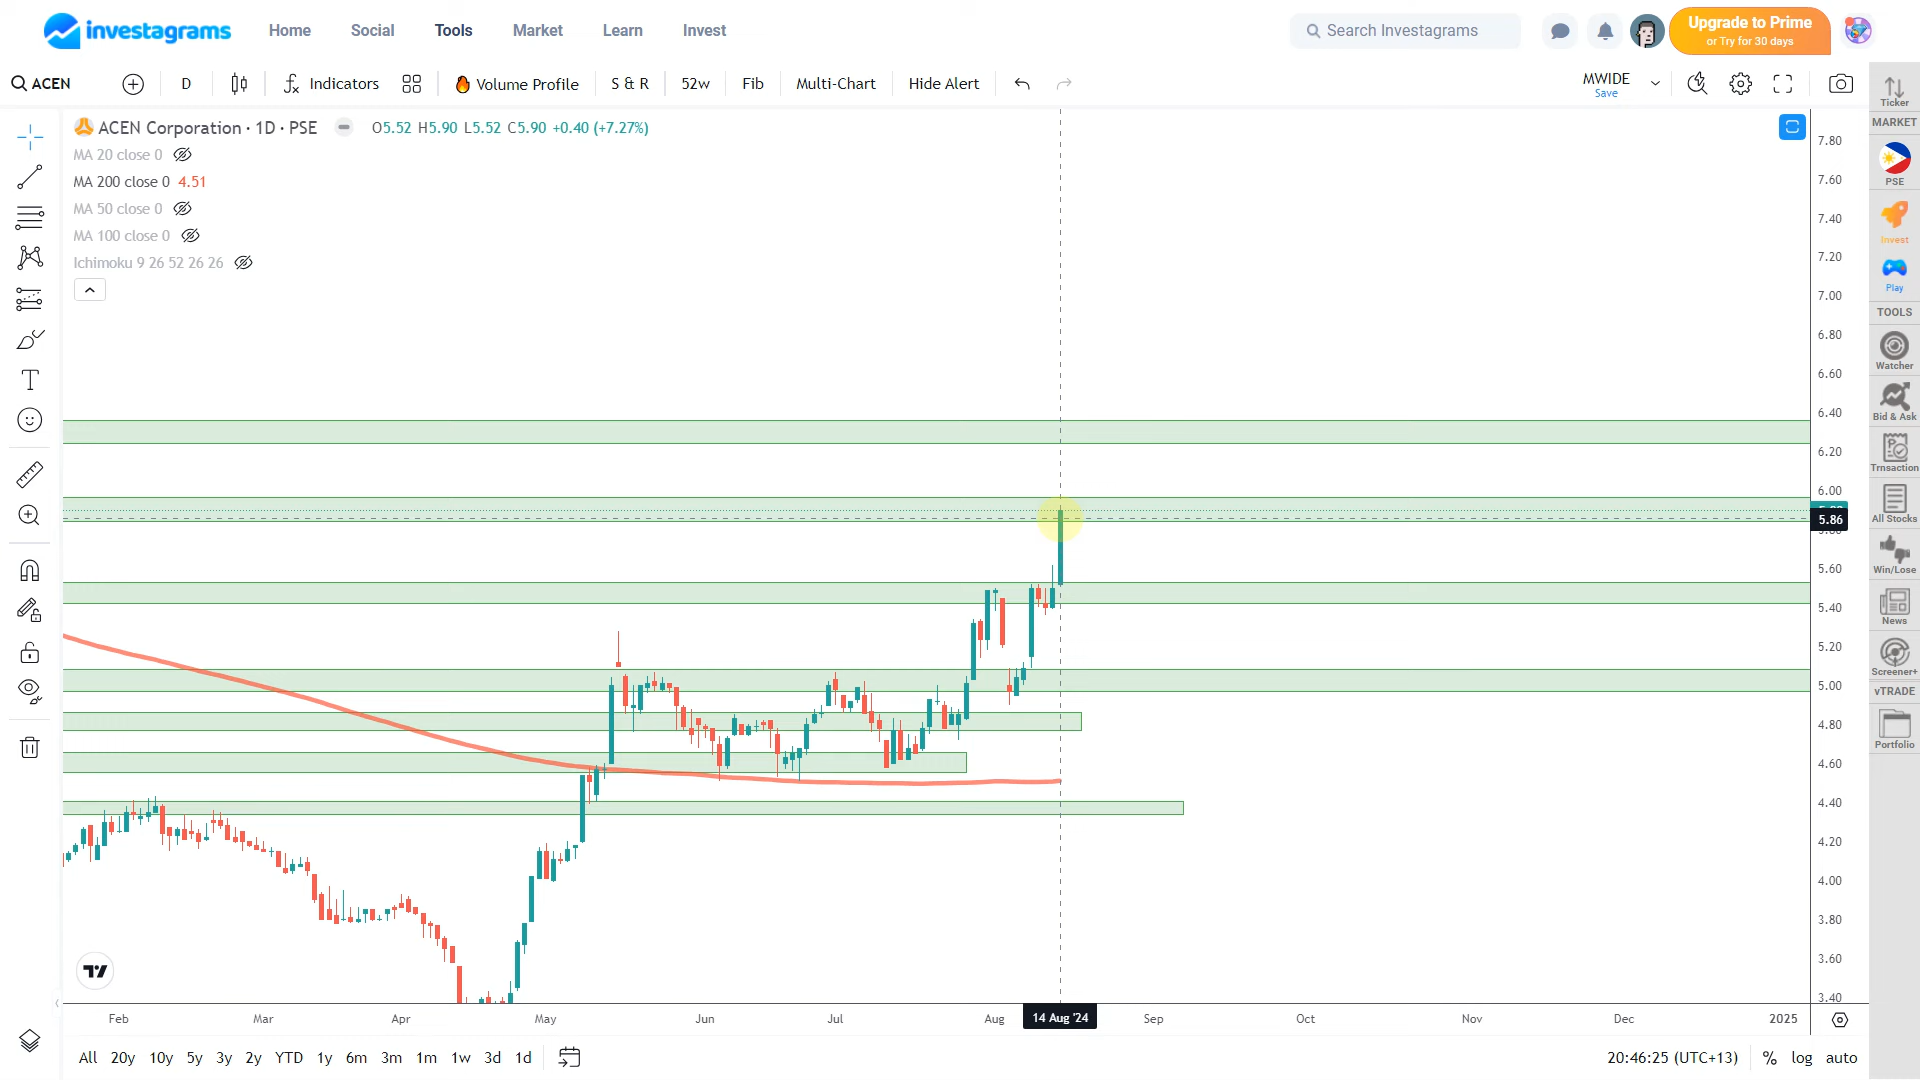 investagrams Home Social Tools Market Learn Invest Search Investagrams Upgrade to Prime
or Try for 30 days
ACEN D Indicators Volume Profile S & R 52w Fib Multi-Chart Hide Alert MWIDE
Save
Ticker
MARKET
PSE
Invest
Play
TOOLS
Watcher
Bid & Ask
Trnsaction
All Stocks
Win/Lose
News
Screener+
vTRADE
Portfolio
ACEN Corporation · 1D · PSE O5.52 H5.90 L5.52 C5.90 +0.40 (+7.27%)
MA 20 close 0
MA 200 close 0 4.51
MA 50 close 0
MA 100 close 0
Ichimoku 9 26 52 26 26
7.80
7.60
7.40
7.20
7.00
6.80
6.60
6.40
6.20
6.00
5.86
5.60
5.40
5.20
5.00
4.80
4.60
4.40
4.20
4.00
3.80
3.60
3.40
Feb Mar Apr May Jun Jul Aug 14 Aug '24 Sep Oct Nov Dec 2025
All 20y 10y 5y 3y 2y YTD 1y 6m 3m 1m 1w 3d 1d 20:46:25 (UTC+13) % log auto